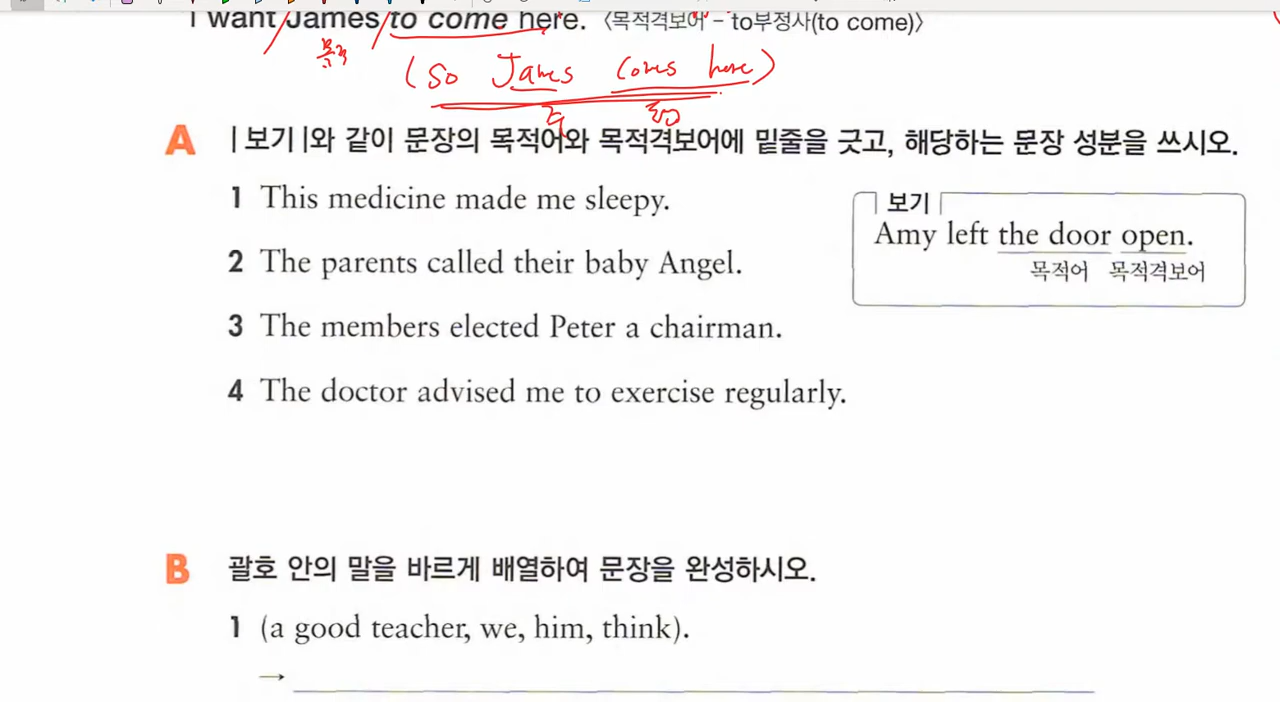 I want James to come here. 〈목적격보어 – to부정사(to come)〉
(So James comes here)
A |보기|와 같이 문장의 목적어와 목적격보어에 밑줄을 긋고, 해당하는 문장 성분을 쓰시오.
1 This medicine made me sleepy.
2 The parents called their baby Angel.
3 The members elected Peter a chairman.
4 The doctor advised me to exercise regularly.
보기
Amy left the door open.
목적어 목적격보어
B 괄호 안의 말을 바르게 배열하여 문장을 완성하시오.
1 (a good teacher, we, him, think).
→